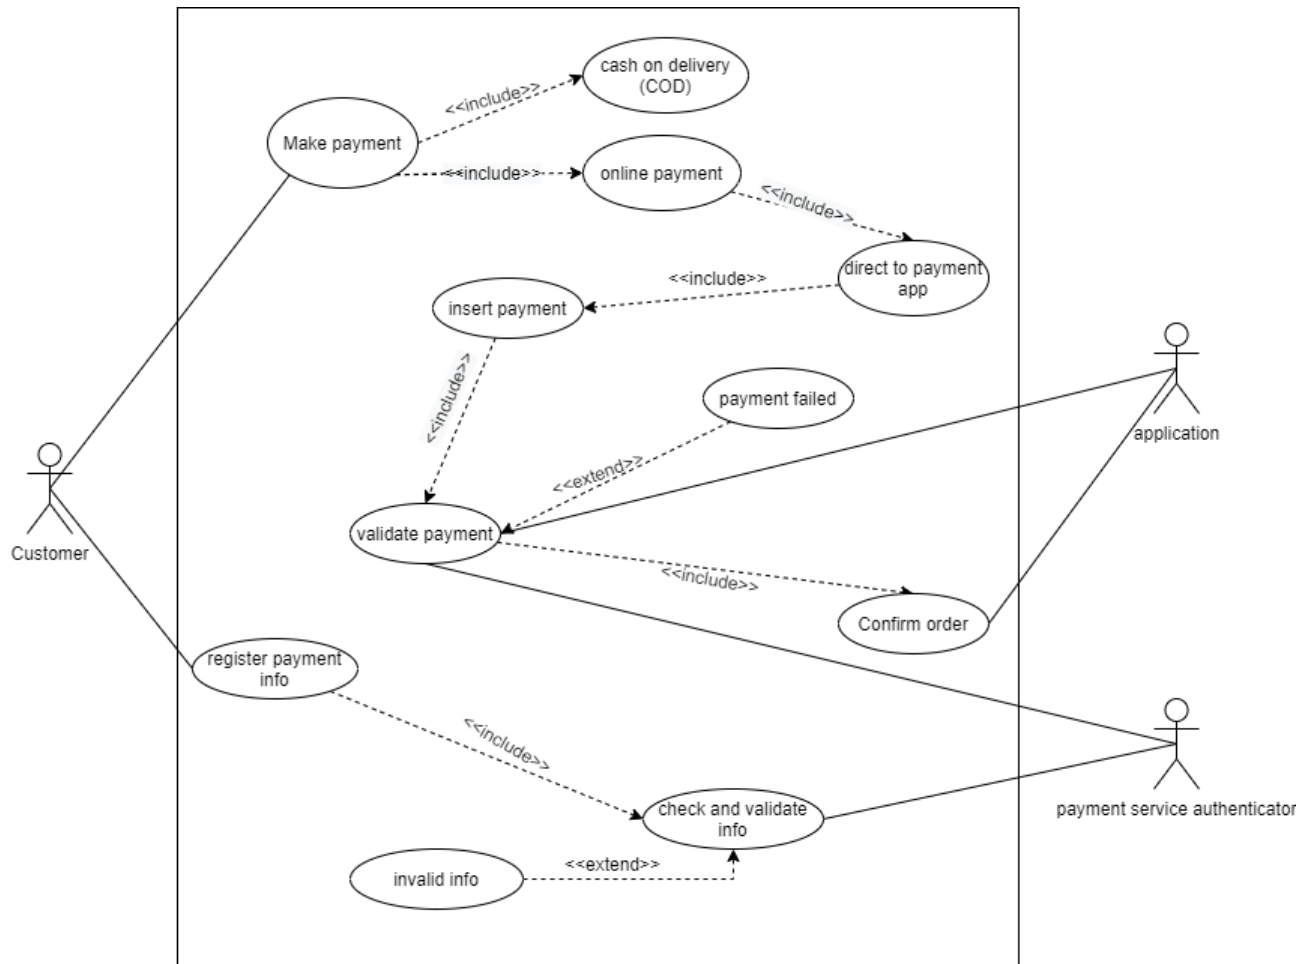 cash on delivery
(COD)
<<include>>
Make payment
<<include>>
online payment
<<include>>
direct to payment
app
<<include>>
insert payment
<<include>>
payment failed
application
<<extend>>
validate payment
Customer
<<include>>
Confirm order
register payment
info
<<include>>
check and validate
info
payment service authenticator
<<extend>>
invalid info